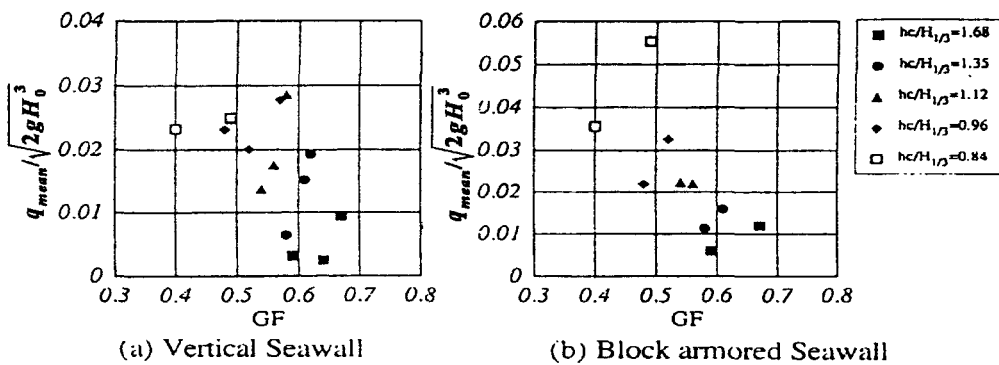 0.04
0.03
0.02
0.01
0
q_mean/√2gH_0^3
0.3 0.4 0.5 0.6 0.7 0.8
GF
(a) Vertical Seawall
0.06
0.05
0.04
0.03
0.02
0.01
0
q_mean/√2gH_0^3
0.3 0.4 0.5 0.6 0.7 0.8
GF
(b) Block armored Seawall
hc/H1/3=1.68
hc/H1/3=1.35
hc/H1/3=1.12
hc/H1/3=0.96
hc/H1/3=0.84